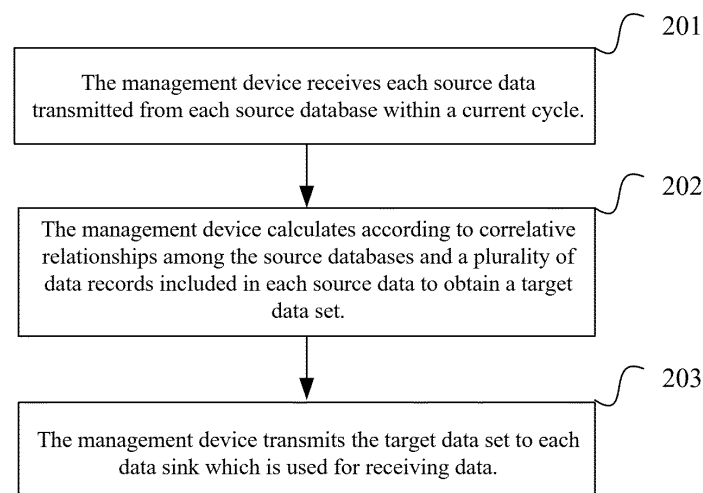 201
The management device receives each source data
transmitted from each source database within a current cycle.
202
The management device calculates according to correlative
relationships among the source databases and a plurality of
data records included in each source data to obtain a target
data set.
203
The management device transmits the target data set to each
data sink which is used for receiving data.